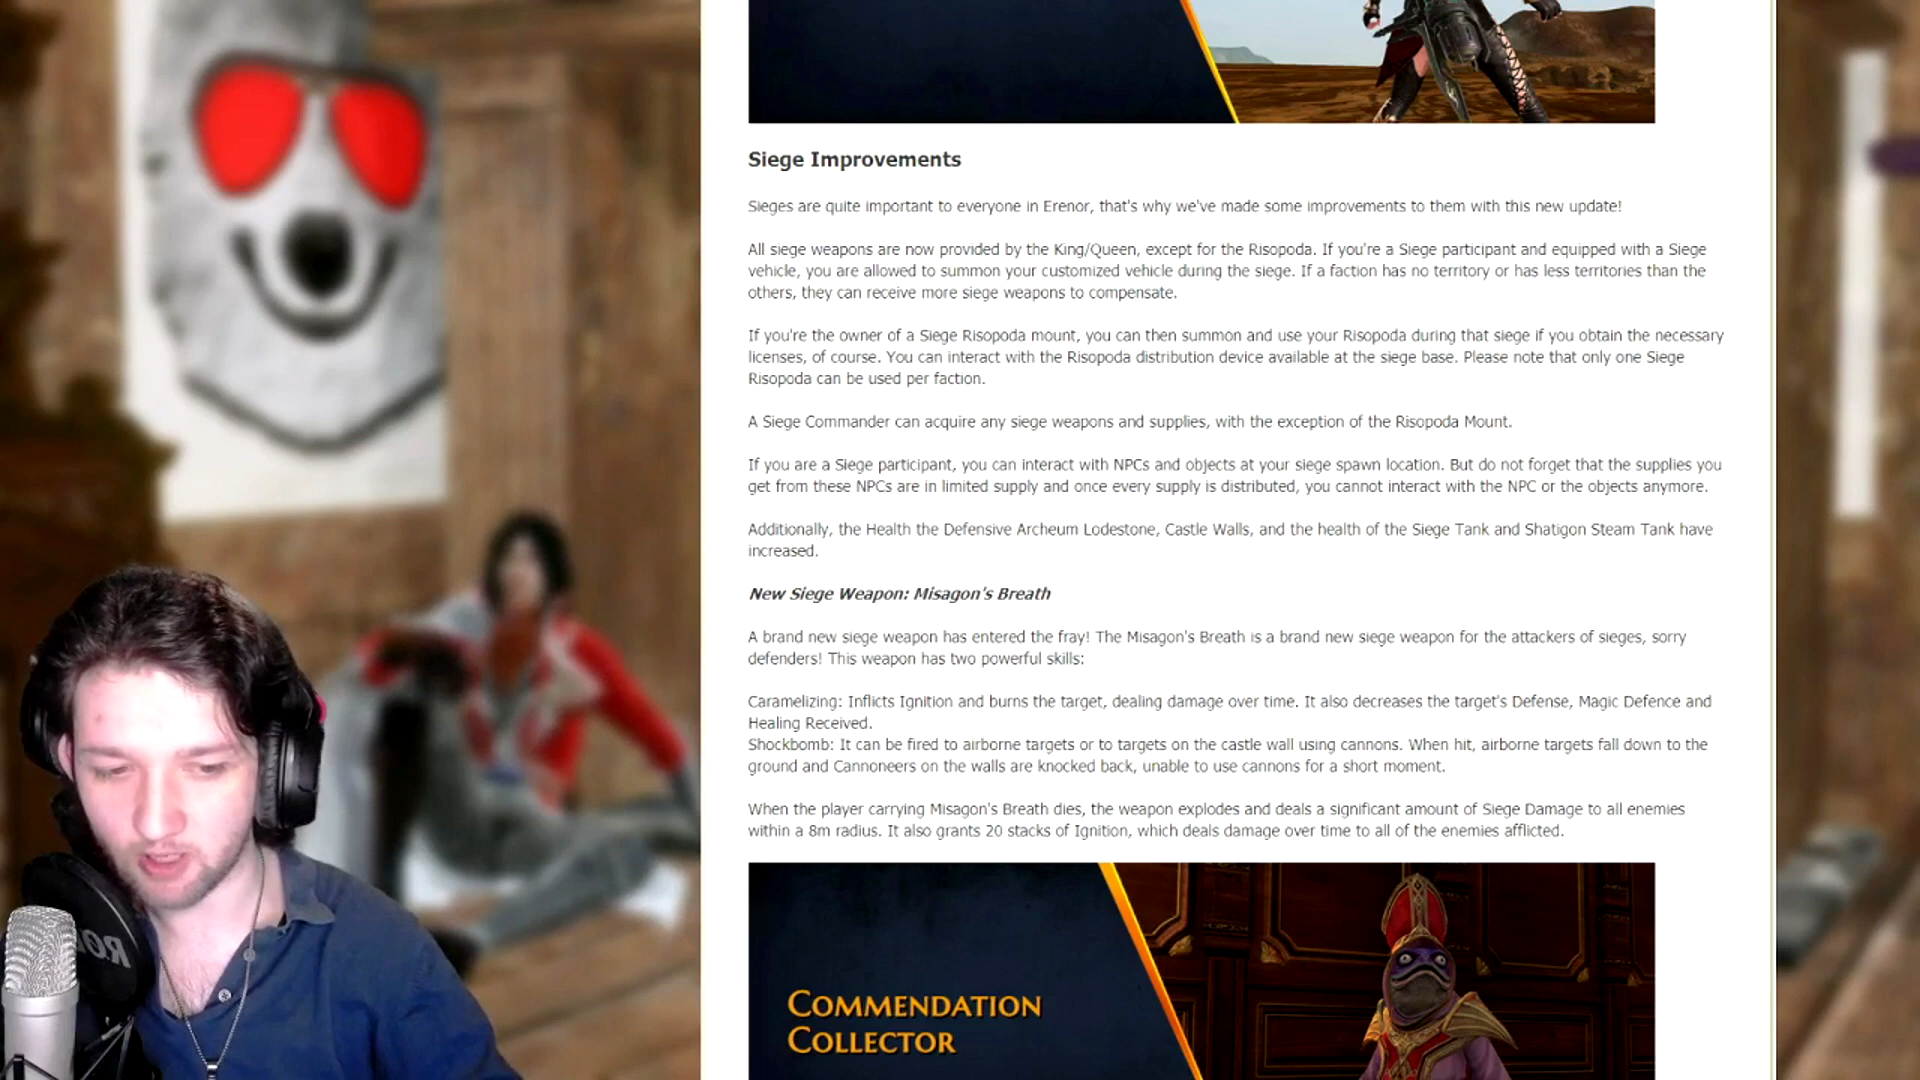 Siege Improvements
Sieges are quite important to everyone in Erenor, that's why we've made some improvements to them with this new update!
All siege weapons are now provided by the King/Queen, except for the Risopoda. If you're a Siege participant and equipped with a Siege
vehicle, you are allowed to summon your customized vehicle during the siege. If a faction has no territory or has less territories than the
others, they can receive more siege weapons to compensate.
If you're the owner of a Siege Risopoda mount, you can then summon and use your Risopoda during that siege if you obtain the necessary
licenses, of course. You can interact with the Risopoda distribution device available at the siege base. Please note that only one Siege
Risopoda can be used per faction.
A Siege Commander can acquire any siege weapons and supplies, with the exception of the Risopoda Mount.
If you are a Siege participant, you can interact with NPCs and objects at your siege spawn location. But do not forget that the supplies you
get from these NPCs are in limited supply and once every supply is distributed, you cannot interact with the NPC or the objects anymore.
Additionally, the Health the Defensive Archeum Lodestone, Castle Walls, and the health of the Siege Tank and Shatigon Steam Tank have
increased.
New Siege Weapon: Misagon's Breath
A brand new siege weapon has entered the fray! The Misagon's Breath is a brand new siege weapon for the attackers of sieges, sorry
defenders! This weapon has two powerful skills:
Caramelizing: Inflicts Ignition and burns the target, dealing damage over time. It also decreases the target's Defense, Magic Defence and
Healing Received.
Shockbomb: It can be fired to airborne targets or to targets on the castle wall using cannons. When hit, airborne targets fall down to the
ground and Cannoneers on the walls are knocked back, unable to use cannons for a short moment.
When the player carrying Misagon's Breath dies, the weapon explodes and deals a significant amount of Siege Damage to all enemies
within a 8m radius. It also grants 20 stacks of Ignition, which deals damage over time to all of the enemies afflicted.
COMMENDATION
COLLECTOR